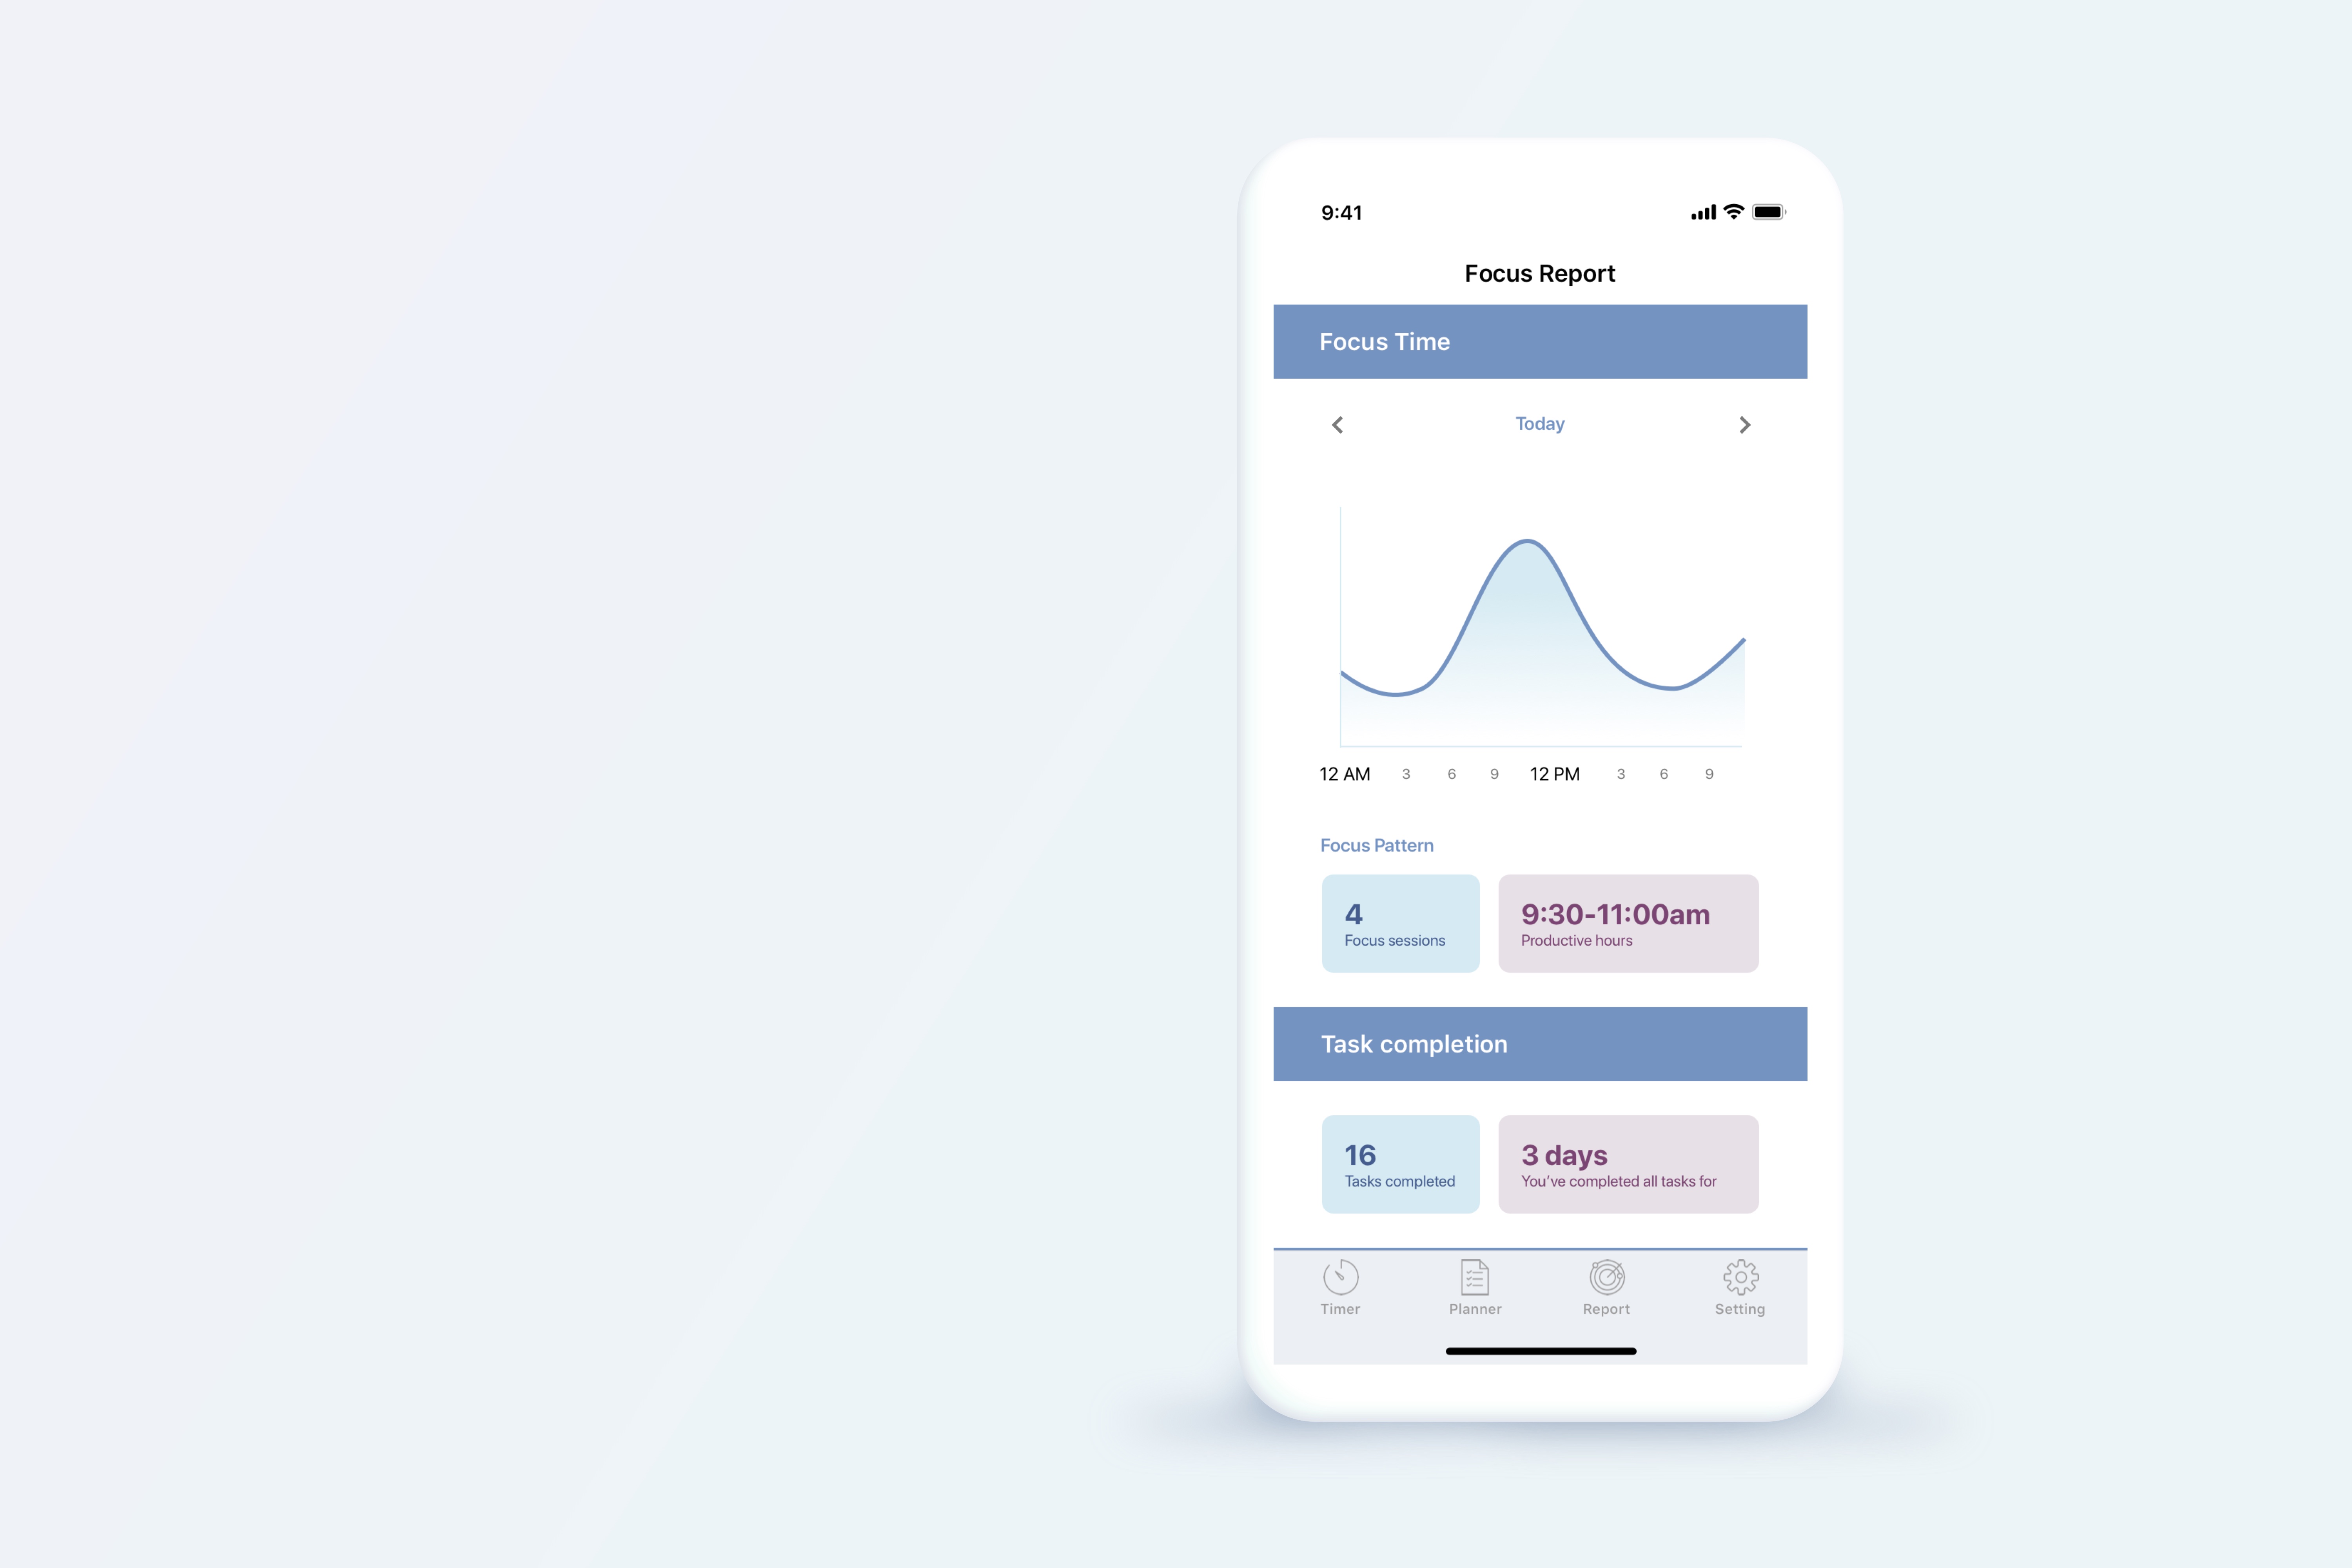 9:41
Focus Report
Focus Time
Today
12 AM 3 6 9 12 PM 3 6 9
Focus Pattern
4
Focus sessions
9:30-11:00am
Productive hours
Task completion
16
Tasks completed
3 days
You've completed all tasks for
Timer Planner Report Setting